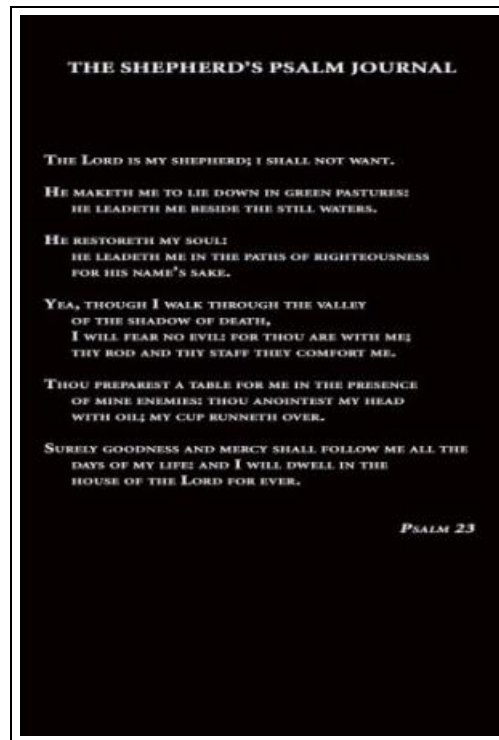 THE SHEPHERD'S PSALM JOURNAL
THE LORD IS MY SHEPHERD; I SHALL NOT WANT.
HE MAKETH ME TO LIE DOWN IN GREEN PASTURES:
HE LEADETH ME BESIDE THE STILL WATERS.
HE RESTORETH MY SOUL:
HE LEADETH ME IN THE PATHS OF RIGHTEOUSNESS
FOR HIS NAME'S SAKE.
YEA, THOUGH I WALK THROUGH THE VALLEY
OF THE SHADOW OF DEATH,
I WILL FEAR NO EVIL: FOR THOU ARE WITH ME;
THY ROD AND THY STAFF THEY COMFORT ME.
THOU PREPAREST A TABLE FOR ME IN THE PRESENCE
OF MINE ENEMIES: THOU ANOINTEST MY HEAD
WITH OIL; MY CUP RUNNETH OVER.
SURELY GOODNESS AND MERCY SHALL FOLLOW ME ALL THE
DAYS OF MY LIFE: AND I WILL DWELL IN THE
HOUSE OF THE LORD FOR EVER.
PSALM 23